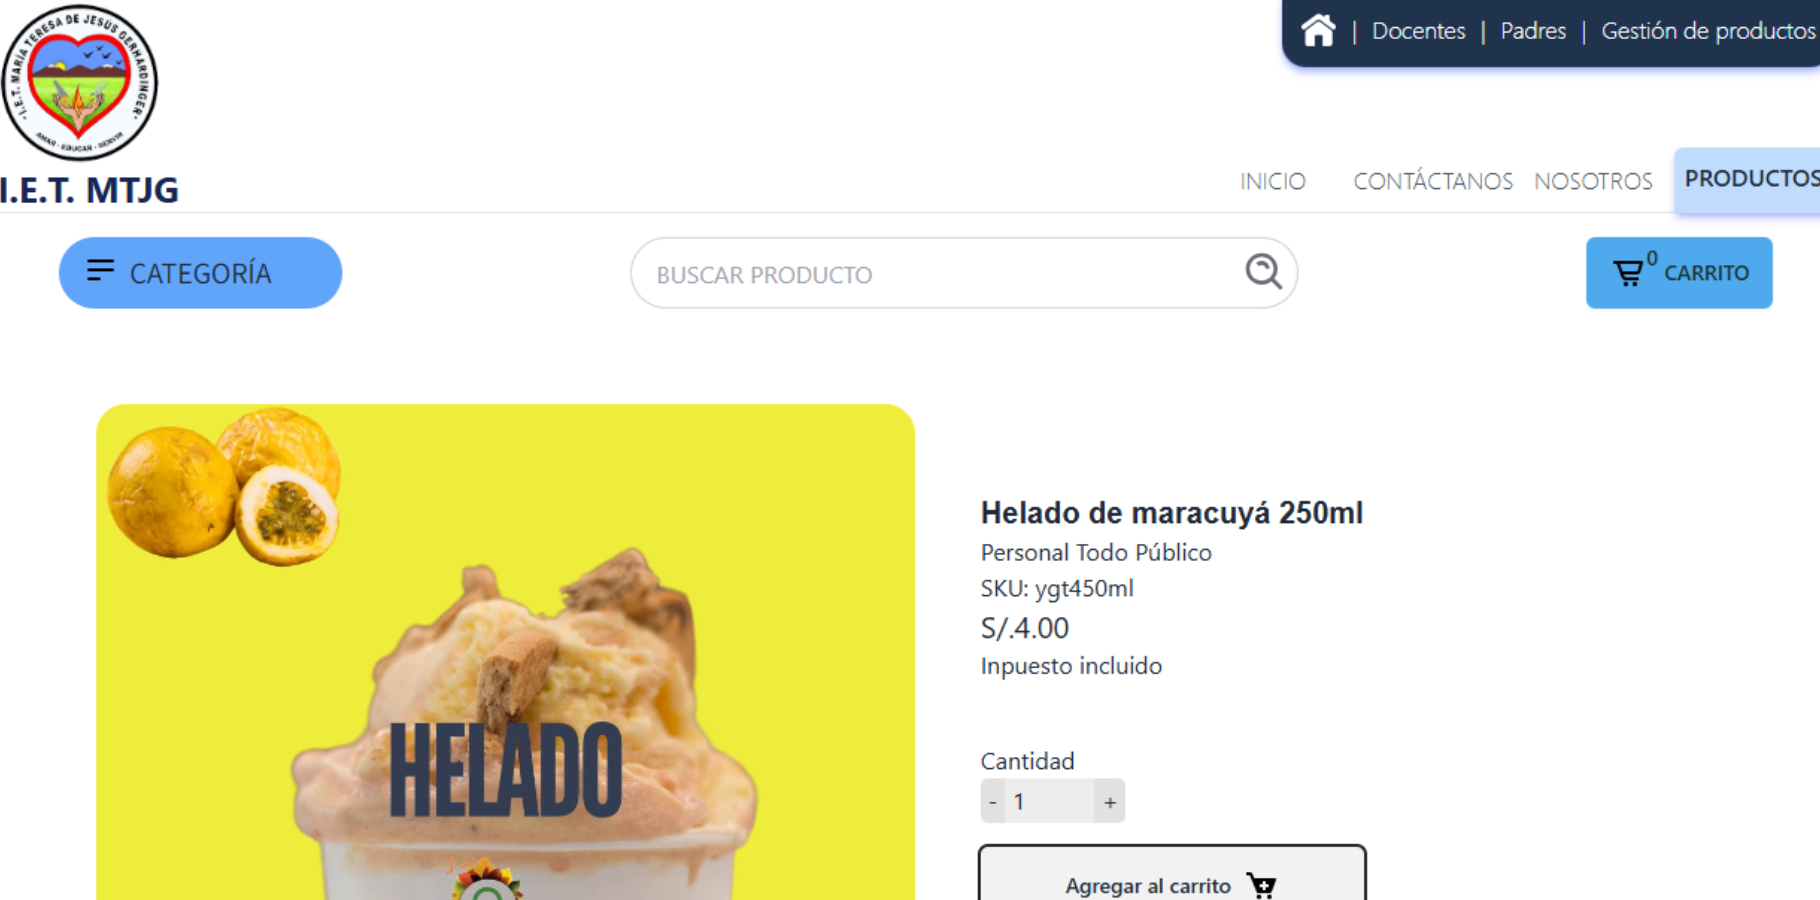 I.E.T. MARÍA TERESA DE JESÚS GERHARDINGER
AMAR - EDUCAR - SERVIR
I.E.T. MTJG
| Docentes | Padres | Gestión de productos
INICIO CONTÁCTANOS NOSOTROS PRODUCTOS
CATEGORÍA
BUSCAR PRODUCTO
0 CARRITO
Helado de maracuyá 250ml
Personal Todo Público
SKU: ygt450ml
S/.4.00
Inpuesto incluido
HELADO
Cantidad
- 1 +
Agregar al carrito